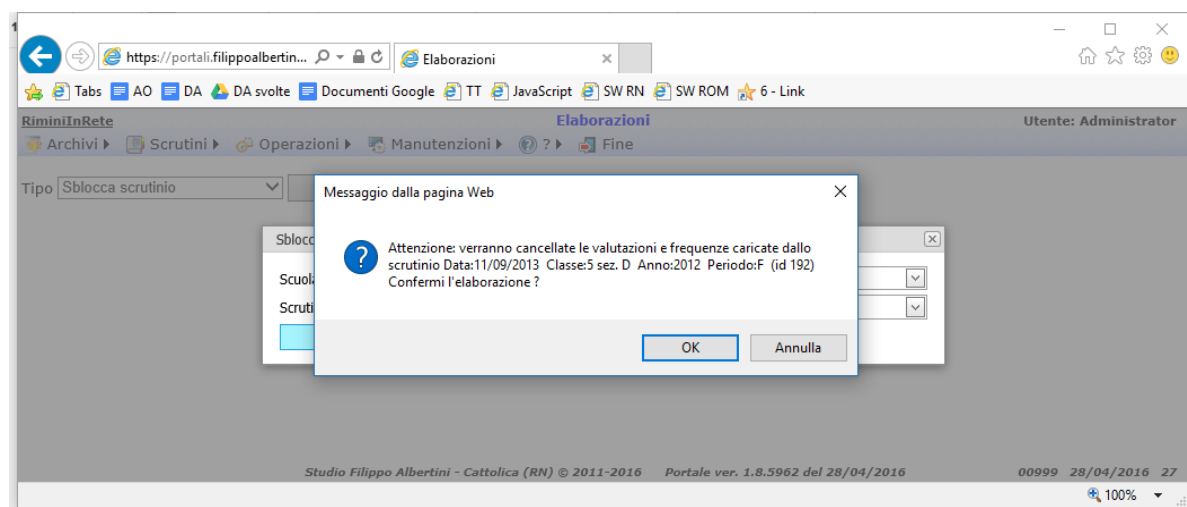 https://portali.filippoalbertin... Elaborazioni
Tabs AO DA DA svolte Documenti Google TT JavaScript SW RN SW ROM 6 - Link
RiminiInRete Elaborazioni Utente: Administrator
Archivi Scrutini Operazioni Manutenzioni ? Fine
Tipo Sblocca scrutinio
Messaggio dalla pagina Web
Attenzione: verranno cancellate le valutazioni e frequenze caricate dallo
scrutinio Data:11/09/2013 Classe:5 sez. D Anno:2012 Periodo:F (id 192)
Confermi l'elaborazione ?
OK Annulla
Studio Filippo Albertini - Cattolica (RN) © 2011-2016 Portale ver. 1.8.5962 del 28/04/2016 00999 28/04/2016 27
100%